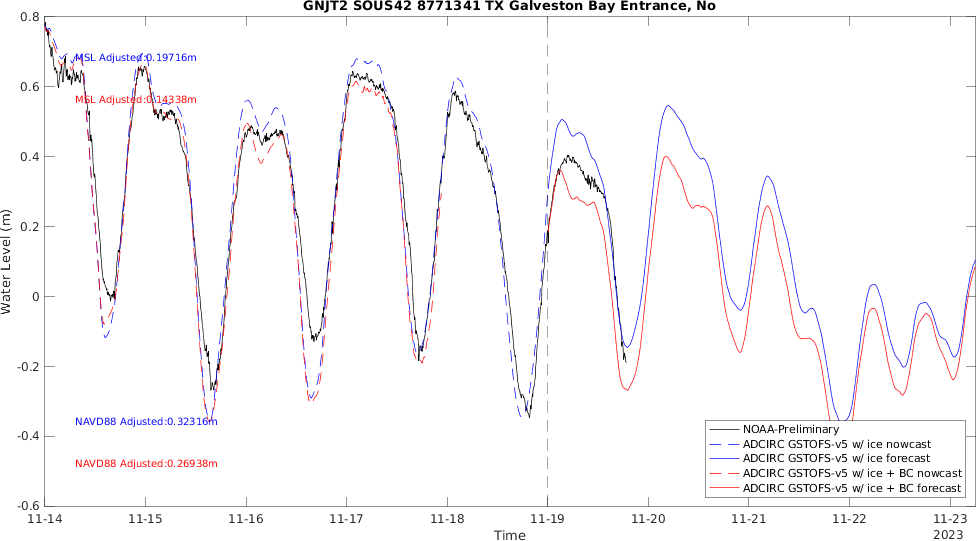 GNJT2 SOUS42 8771341 TX Galveston Bay Entrance, No
Water Level (m)
0.8
0.6
0.4
0.2
0
-0.2
-0.4
-0.6
MSL Adjusted:0.19716m
MSL Adjusted:0.14338m
NAVD88 Adjusted:0.32316m
NAVD88 Adjusted:0.26938m
NOAA-Preliminary
ADCIRC GSTOFS-v5 w/ ice nowcast
ADCIRC GSTOFS-v5 w/ ice forecast
ADCIRC GSTOFS-v5 w/ ice + BC nowcast
ADCIRC GSTOFS-v5 w/ ice + BC forecast
11-14 11-15 11-16 11-17 11-18 11-19 11-20 11-21 11-22 11-23
Time 2023